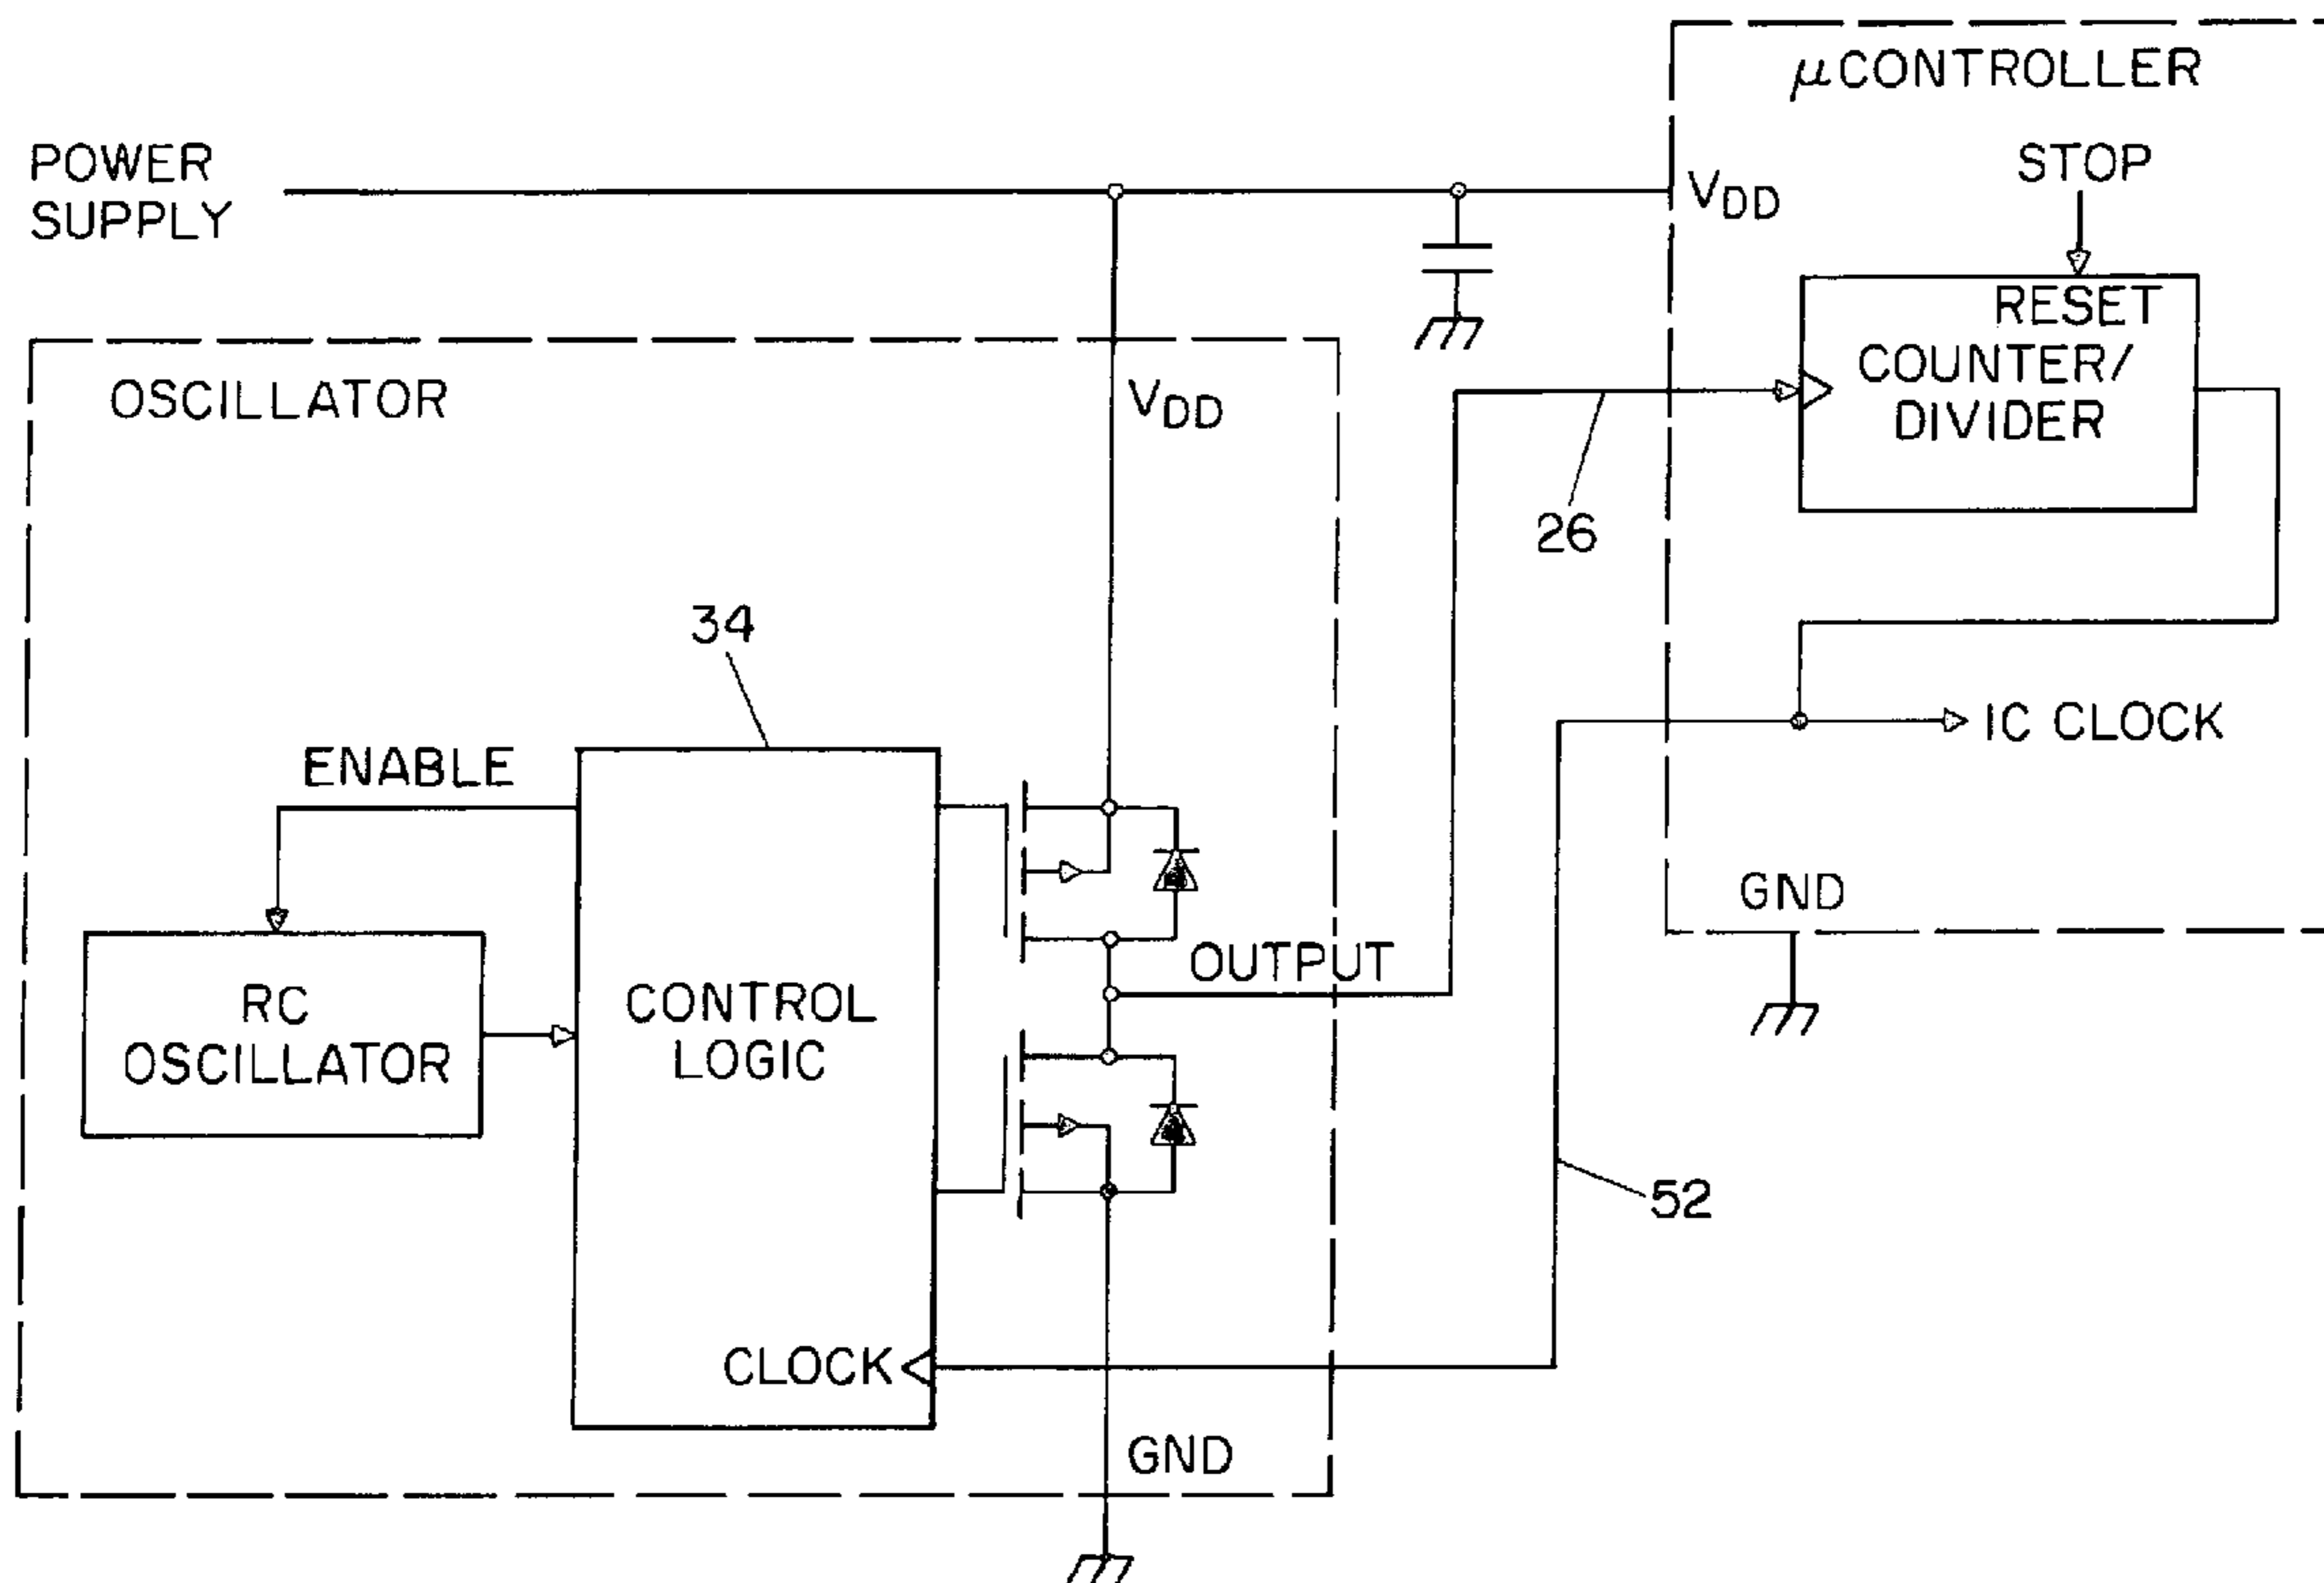 μCONTROLLER
POWER
SUPPLY
VDD
STOP
RESET
COUNTER/
DIVIDER
OSCILLATOR
VDD
26
34
ENABLE
IC CLOCK
GND
OUTPUT
RC
OSCILLATOR
CONTROL
LOGIC
52
CLOCK
GND